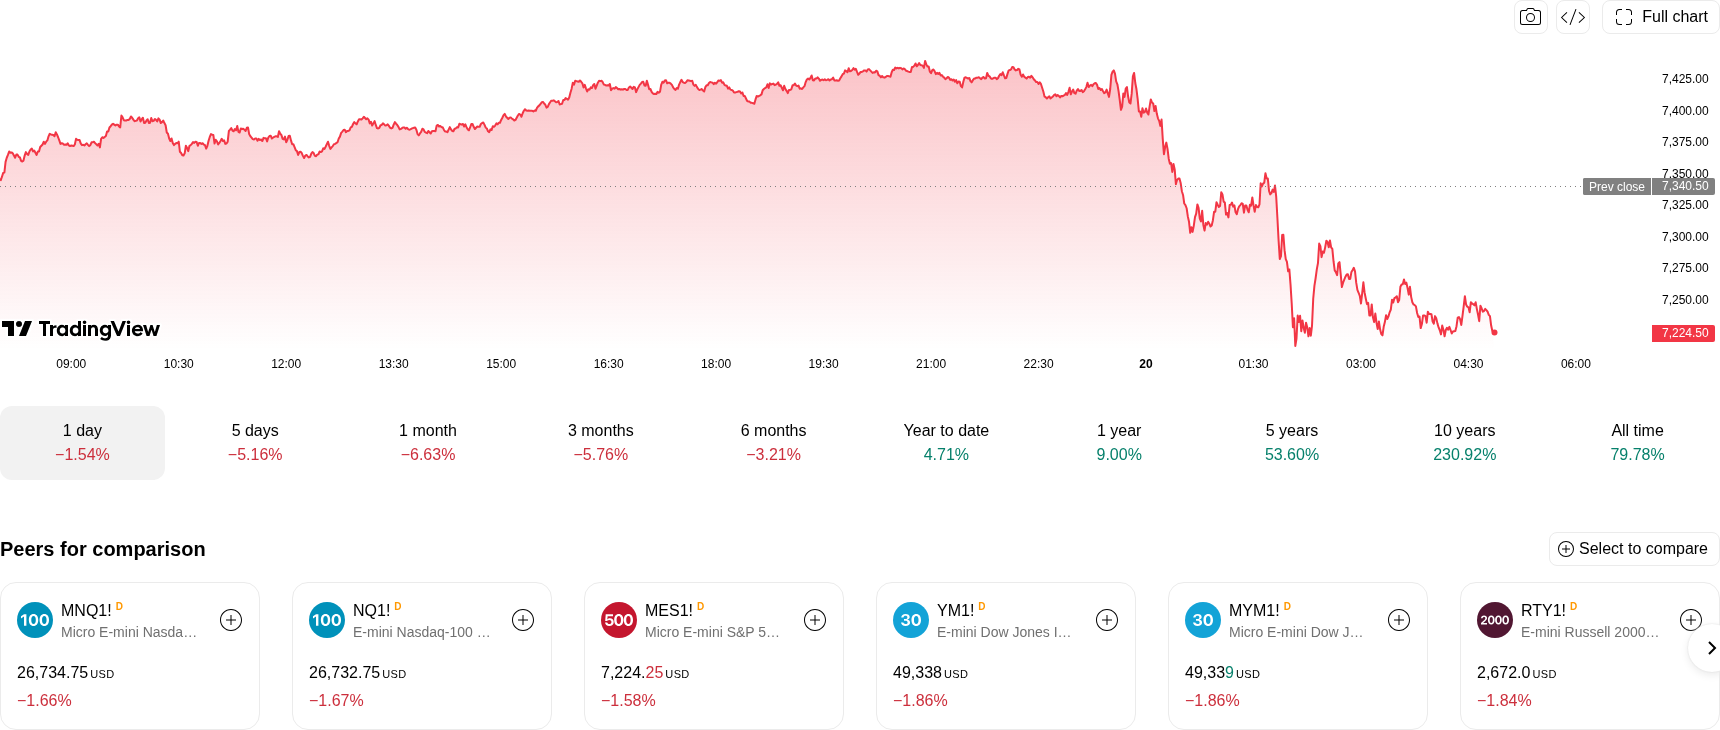 Full chart
7,425.00
7,400.00
7,375.00
7,350.00
Prev close 7,340.50
7,325.00
7,300.00
7,275.00
7,250.00
7,224.50
TradingView
09:00 10:30 12:00 13:30 15:00 16:30 18:00 19:30 21:00 22:30 20 01:30 03:00 04:30 06:00
1 day 5 days 1 month 3 months 6 months Year to date 1 year 5 years 10 years All time
−1.54% −5.16% −6.63% −5.76% −3.21% 4.71% 9.00% 53.60% 230.92% 79.78%
Peers for comparison
Select to compare
100 MNQ1! D
Micro E-mini Nasda…
26,734.75 USD
−1.66%
100 NQ1! D
E-mini Nasdaq-100 …
26,732.75 USD
−1.67%
500 MES1! D
Micro E-mini S&P 5…
7,224.25 USD
−1.58%
30 YM1! D
E-mini Dow Jones I…
49,338 USD
−1.86%
30 MYM1! D
Micro E-mini Dow J…
49,339 USD
−1.86%
2000 RTY1! D
E-mini Russell 2000…
2,672.0 USD
−1.84%